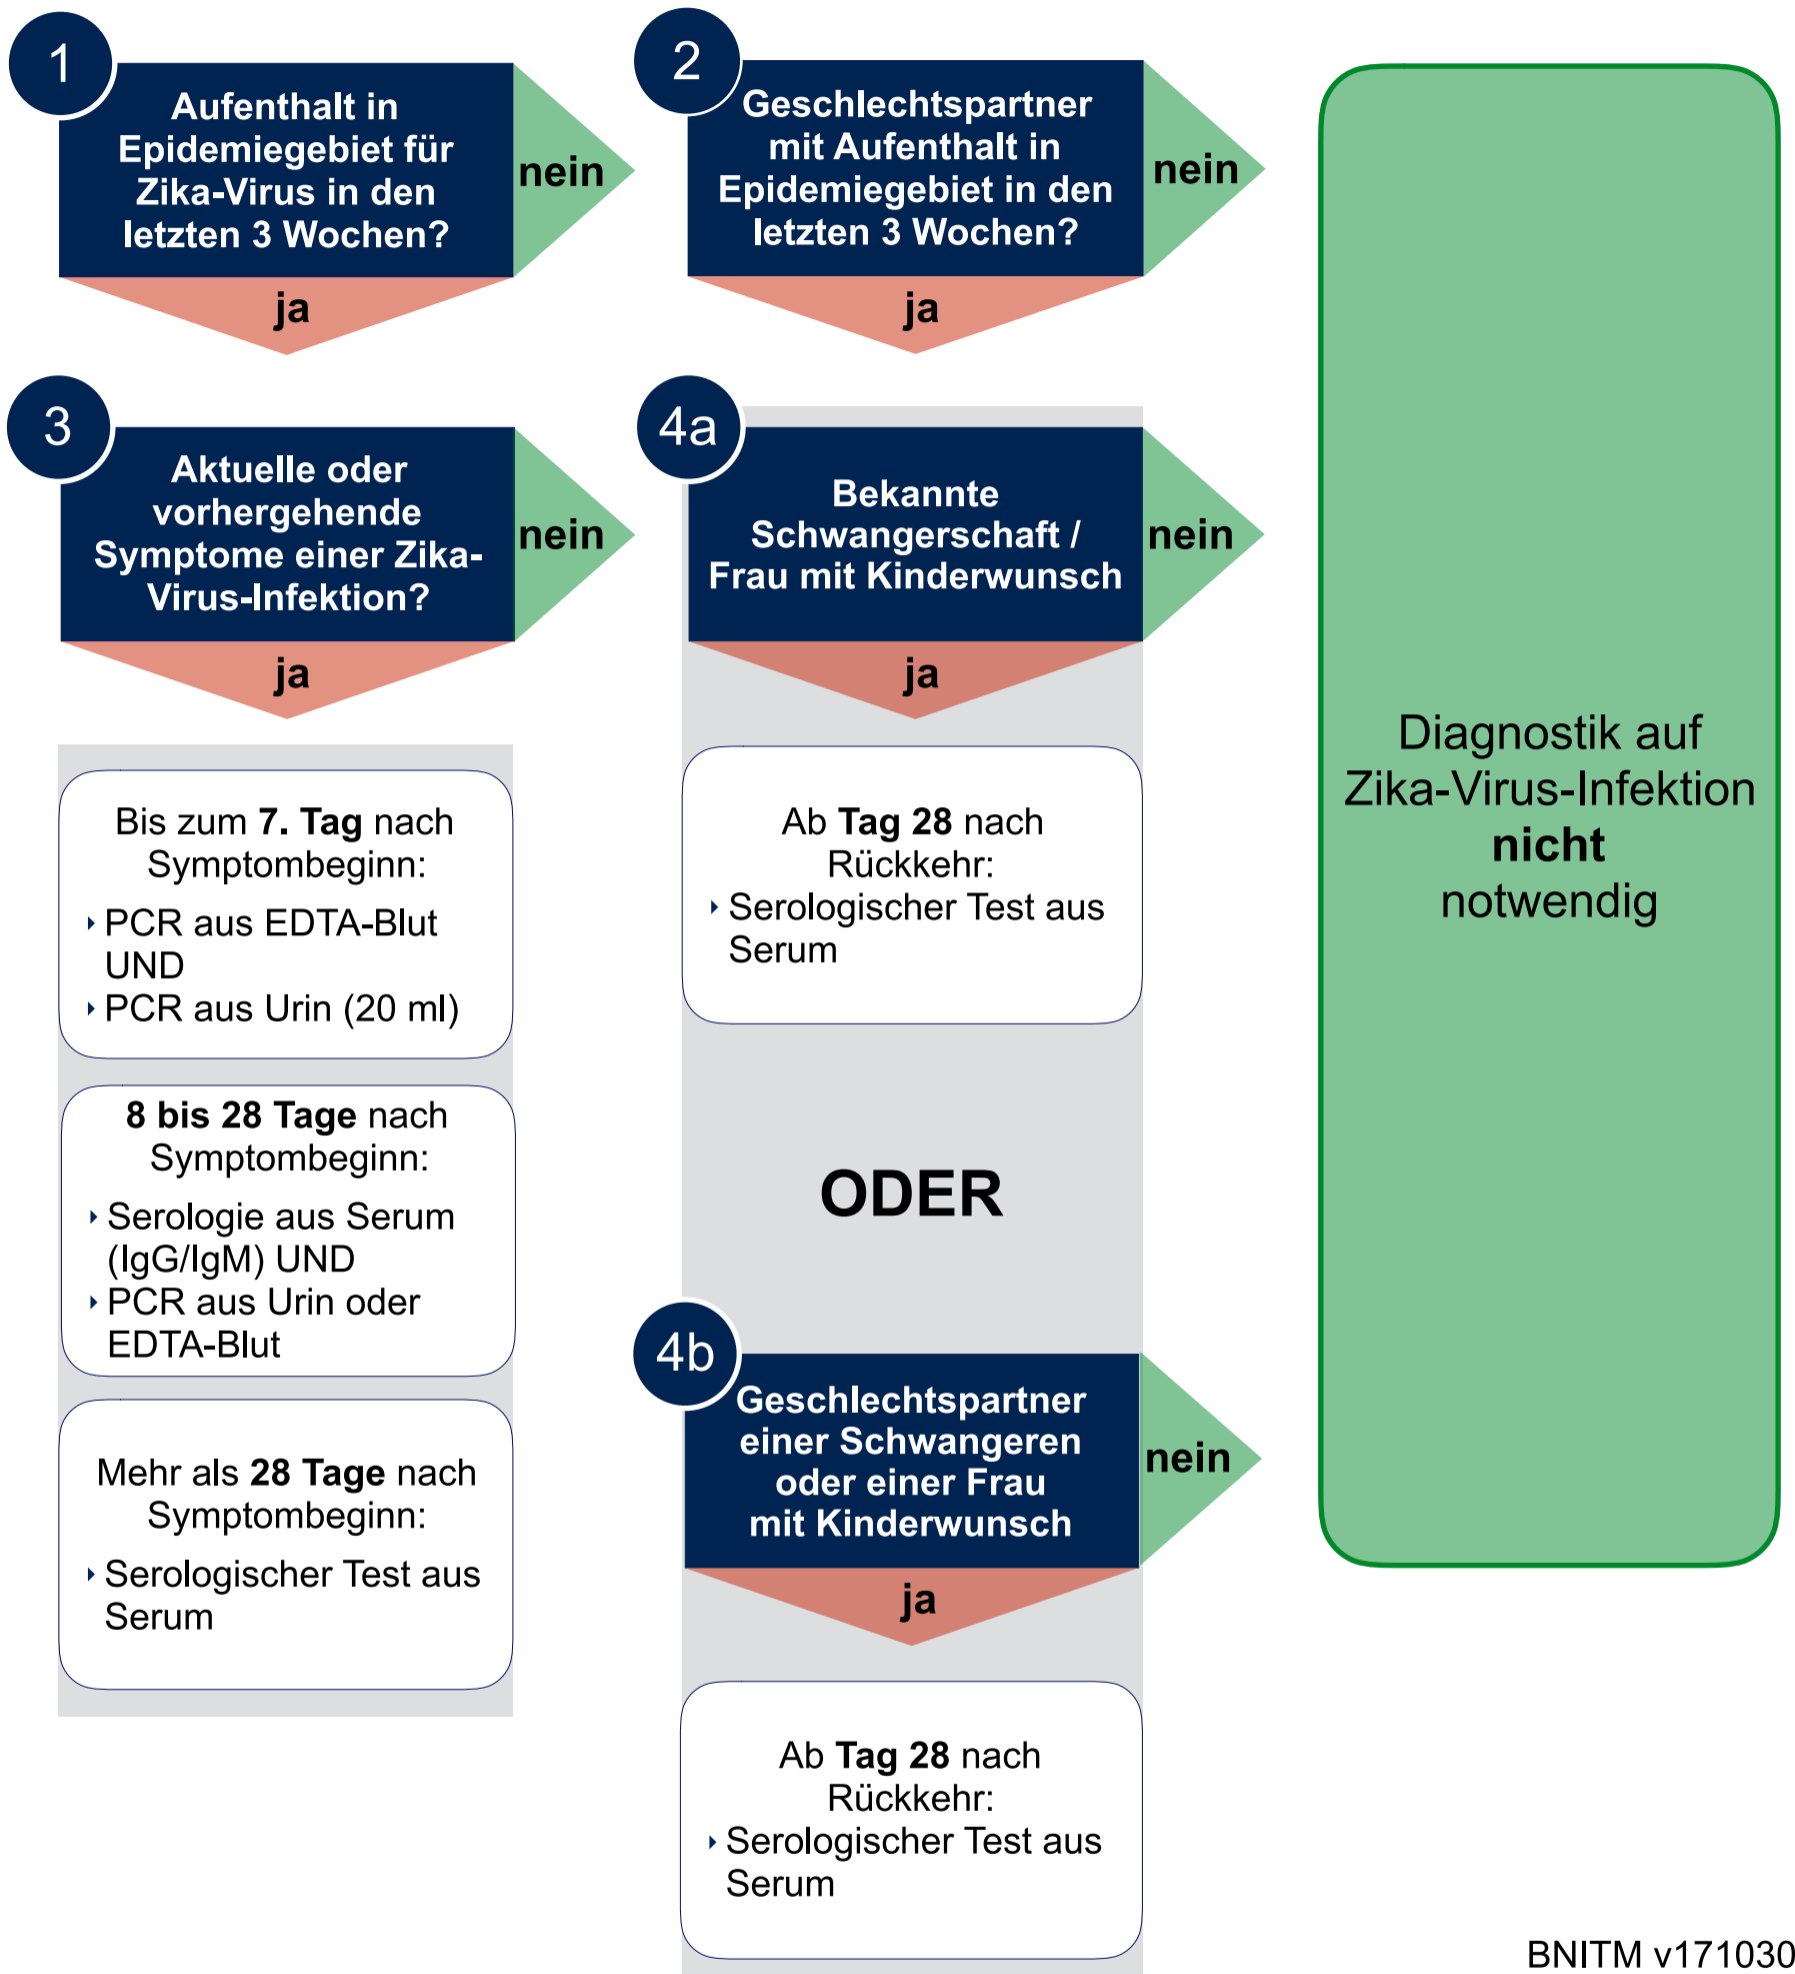 1
Aufenthalt in
Epidemiegebiet für
Zika-Virus in den
letzten 3 Wochen?
nein
ja
2
Geschlechtspartner
mit Aufenthalt in
Epidemiegebiet in den
letzten 3 Wochen?
nein
ja
3
Aktuelle oder
vorhergehende
Symptome einer Zika-
Virus-Infektion?
nein
ja
Bis zum 7. Tag nach
Symptombeginn:
‣ PCR aus EDTA-Blut
UND
‣ PCR aus Urin (20 ml)
8 bis 28 Tage nach
Symptombeginn:
‣ Serologie aus Serum
(IgG/IgM) UND
‣ PCR aus Urin oder
EDTA-Blut
Mehr als 28 Tage nach
Symptombeginn:
‣ Serologischer Test aus
Serum
4a
Bekannte
Schwangerschaft /
Frau mit Kinderwunsch
nein
ja
Ab Tag 28 nach
Rückkehr:
‣ Serologischer Test aus
Serum
ODER
4b
Geschlechtspartner
einer Schwangeren
oder einer Frau
mit Kinderwunsch
nein
ja
Ab Tag 28 nach
Rückkehr:
‣ Serologischer Test aus
Serum
Diagnostik auf
Zika-Virus-Infektion
nicht
notwendig
BNITM v171030